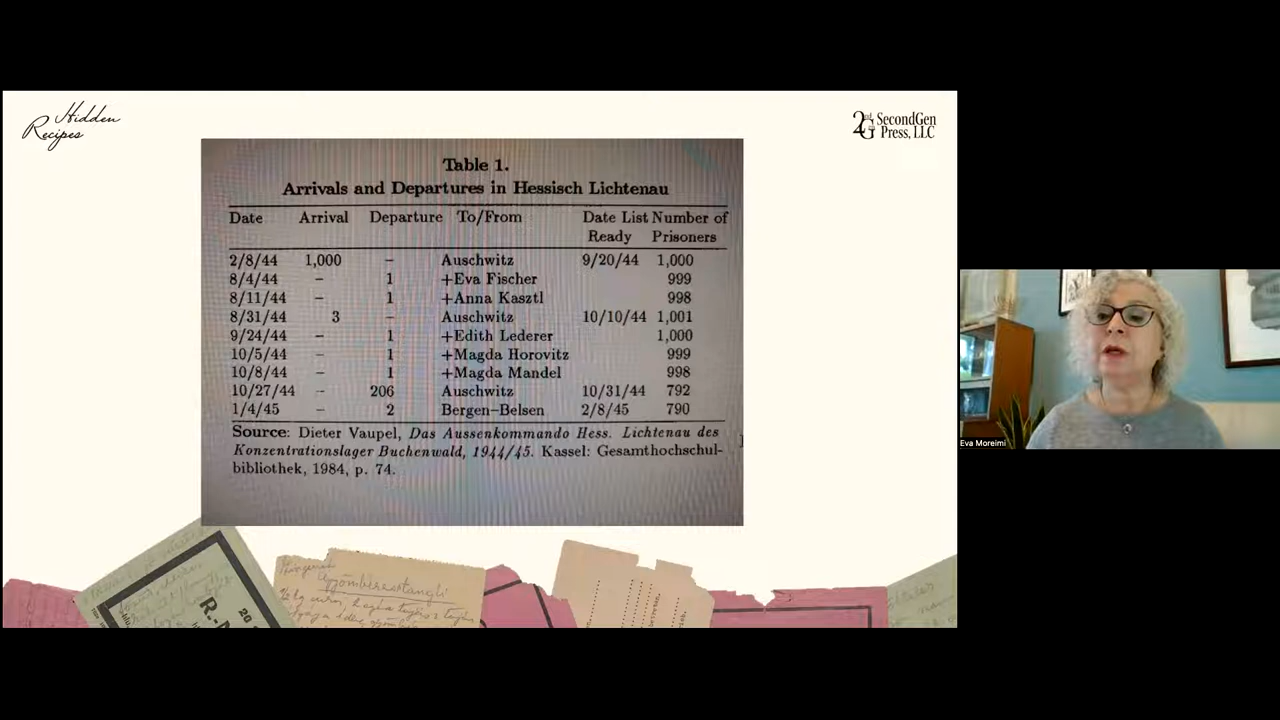 Hidden
Recipes
2nd G SecondGen
Press, LLC
Table 1.
Arrivals and Departures in Hessisch Lichtenau
Date Arrival Departure To/From Date List Ready Number of Prisoners
2/8/44 1,000 – Auschwitz 9/20/44 1,000
8/4/44 – 1 +Eva Fischer 999
8/11/44 – 1 +Anna Kasztl 998
8/31/44 3 – Auschwitz 10/10/44 1,001
9/24/44 – 1 +Edith Lederer 1,000
10/5/44 – 1 +Magda Horovitz 999
10/8/44 – 1 +Magda Mandel 998
10/27/44 – 206 Auschwitz 10/31/44 792
1/4/45 – 2 Bergen–Belsen 2/8/45 790
Source: Dieter Vaupel, Das Aussenkommando Hess. Lichtenau des
Konzentrationslager Buchenwald, 1944/45. Kassel: Gesamthochschul-
bibliothek, 1984, p. 74.
Eva Moreimi
Gyömbérstangli
R.-
20